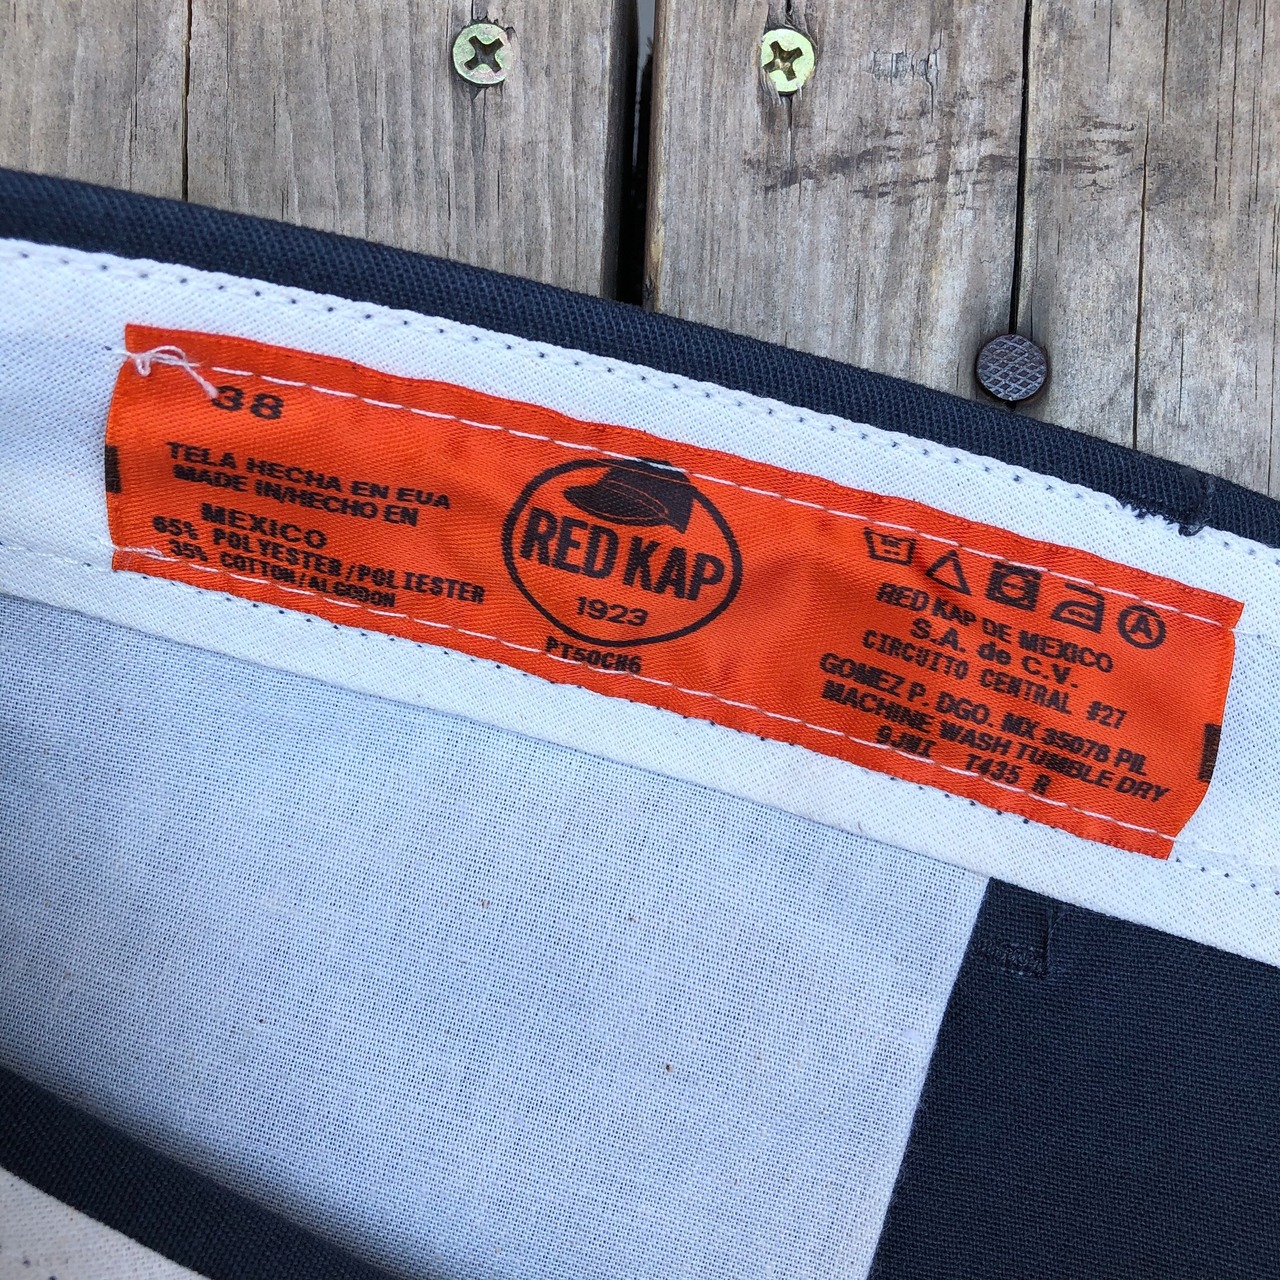 38
TELA HECHA EN EUA
MADE IN/HECHO EN
MEXICO
65% POLYESTER/POLIESTER
35% COTTON/ALGODON
RED KAP
1923
PT50CH6
A
RED KAP DE MEXICO
S.A. de C.V.
CIRCUITO CENTRAL #27
GOMEZ P. DGO. MX 35078 PIL
MACHINE WASH TUMBLE DRY
T435 R